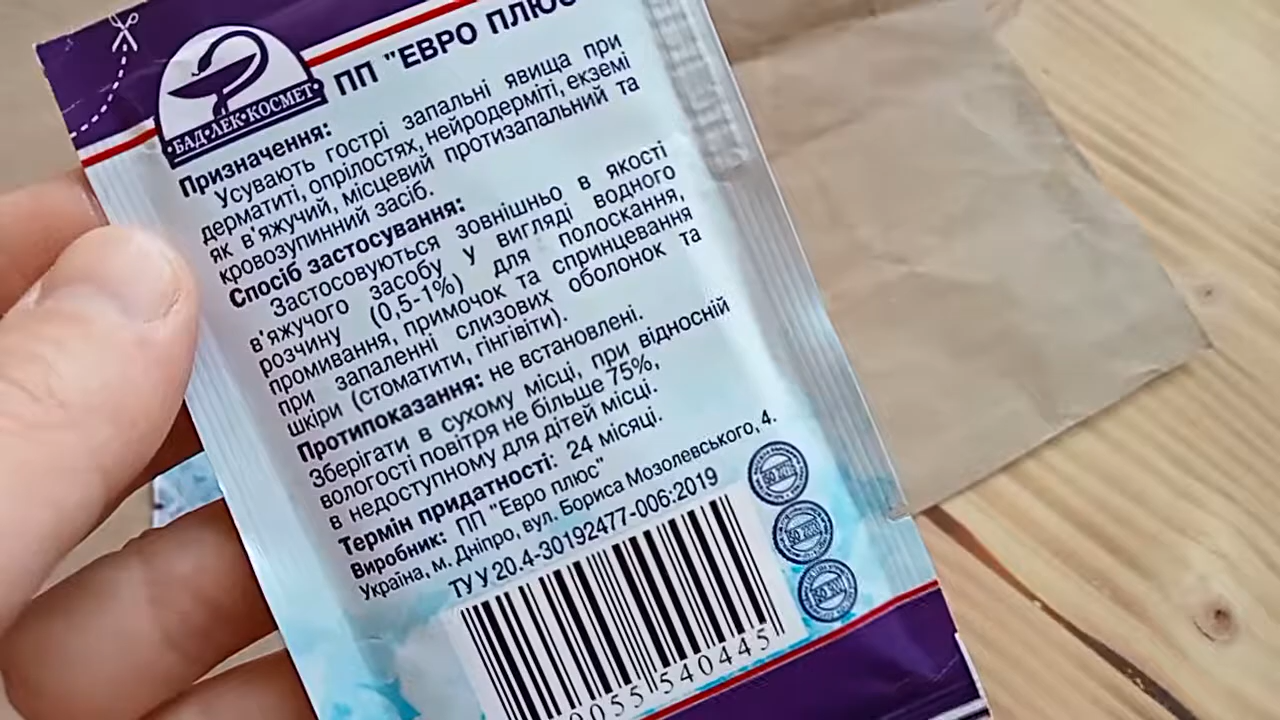 ПП "ЕВРО ПЛЮС
·БАД·ЛЕК·КОСМЕТ·
Призначення:
Усувають гострі запальні явища при
дерматиті, опрілостях, нейродерміті, екземі
як в'яжучий, місцевий протизапальний та
кровозупинний засіб.
Спосіб застосування:
Застосовуються зовнішньо в якості
в'яжучого засобу у вигляді водного
розчину (0,5-1%) для полоскання,
промивання, примочок та спринцевання
при запаленні слизових оболонок та
шкіри (стоматити, гінгівіти).
Протипоказання: не встановлені.
Зберігати в сухому місці, при відносній
вологості повітря не більше 75%,
в недоступному для дітей місці.
Термін придатності: 24 місяці.
Виробник: ПП "Евро плюс"
Україна, м. Дніпро, вул. Бориса Мозолевського, 4.
ТУ У 20.4-30192477-006:2019
0055 540445